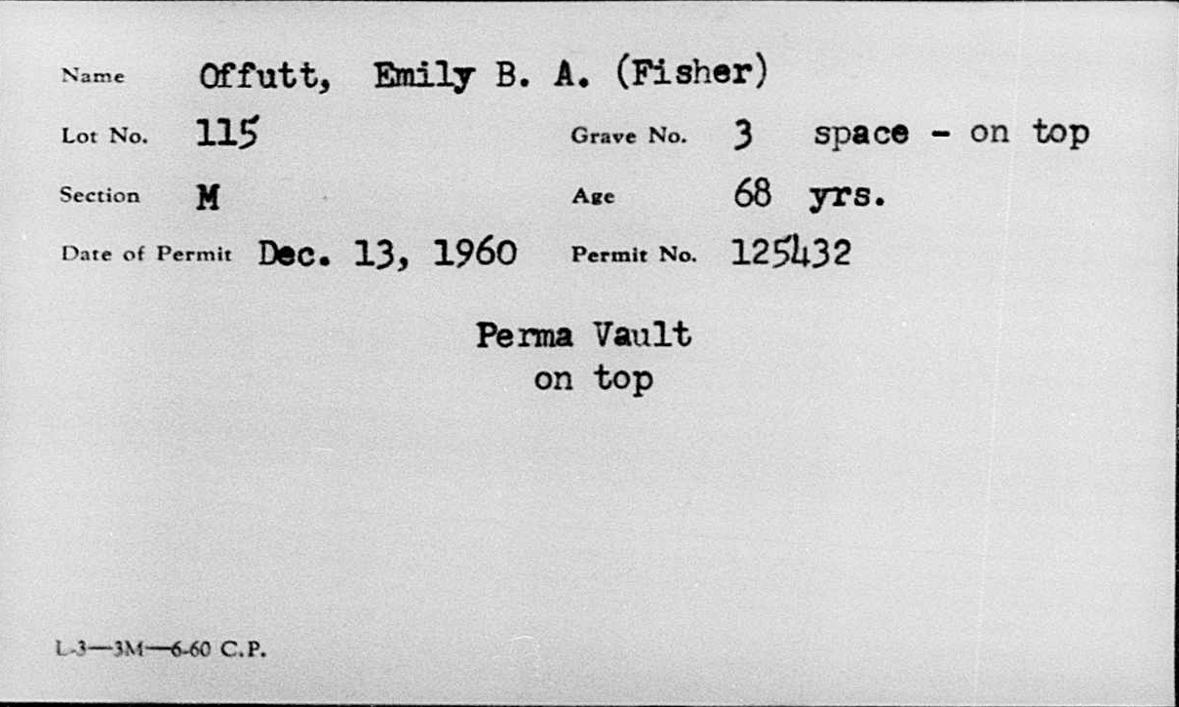 Name Offutt, Emily B. A. (Fisher)
Lot No. 115 Grave No. 3 space - on top
Section M Age 68 yrs.
Date of Permit Dec. 13, 1960 Permit No. 125432
Perma Vault
on top
L-3—3M—6-60 C.P.